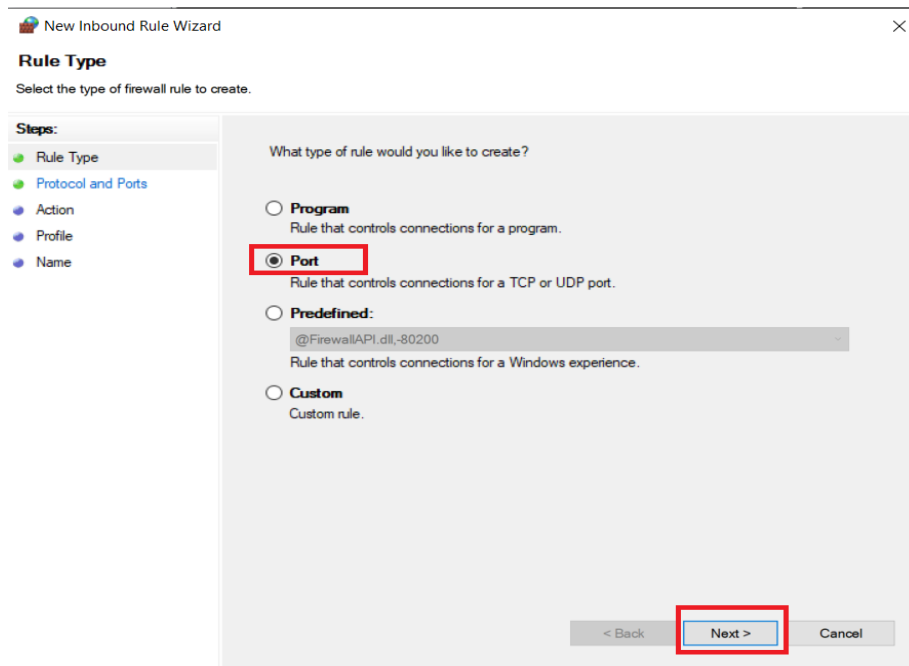 New Inbound Rule Wizard
Rule Type
Select the type of firewall rule to create.
Steps:
Rule Type
Protocol and Ports
Action
Profile
Name
What type of rule would you like to create?
Program
Rule that controls connections for a program.
Port
Rule that controls connections for a TCP or UDP port.
Predefined:
@FirewallAPI.dll,-80200
Rule that controls connections for a Windows experience.
Custom
Custom rule.
< Back Next > Cancel